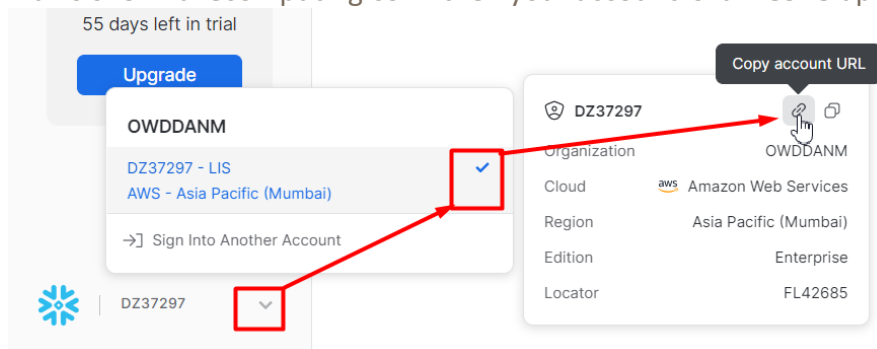 55 days left in trial
Upgrade
OWDDANM
DZ37297 - LIS
AWS - Asia Pacific (Mumbai)
Sign Into Another Account
DZ37297
Copy account URL
DZ37297
Organization OWDDANM
Cloud aws Amazon Web Services
Region Asia Pacific (Mumbai)
Edition Enterprise
Locator FL42685